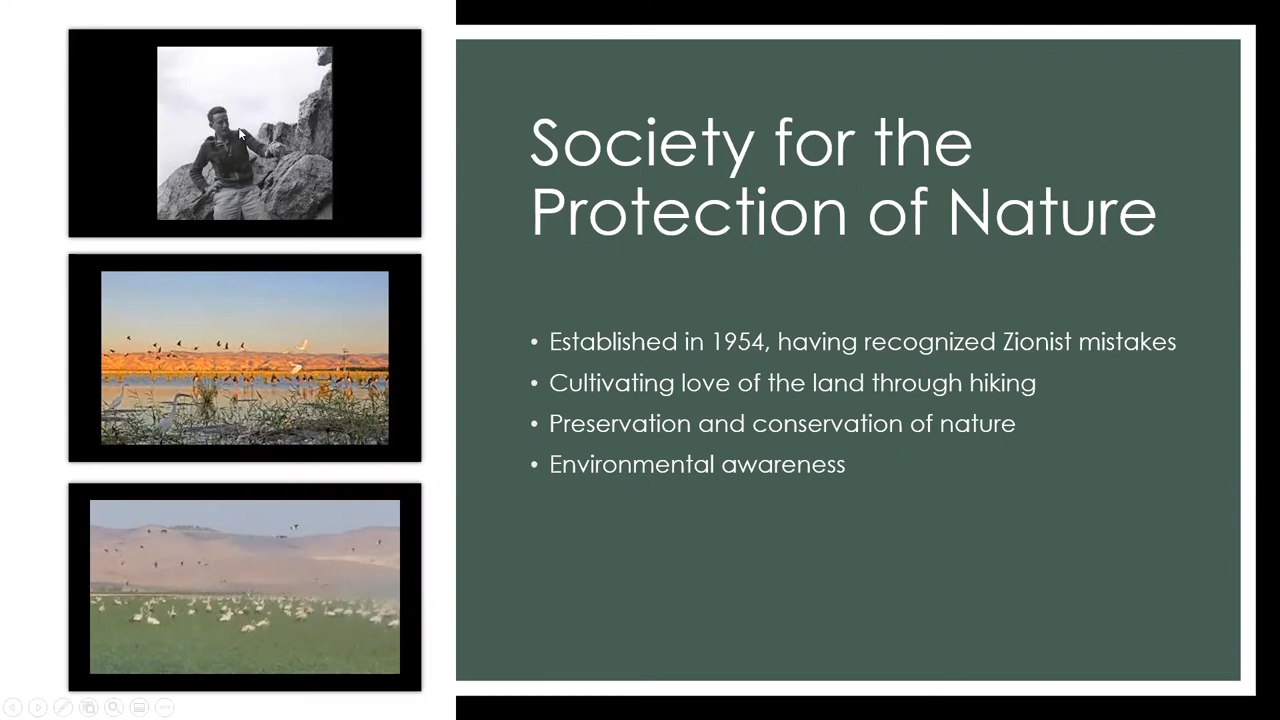 Society for the
Protection of Nature
• Established in 1954, having recognized Zionist mistakes
• Cultivating love of the land through hiking
• Preservation and conservation of nature
• Environmental awareness